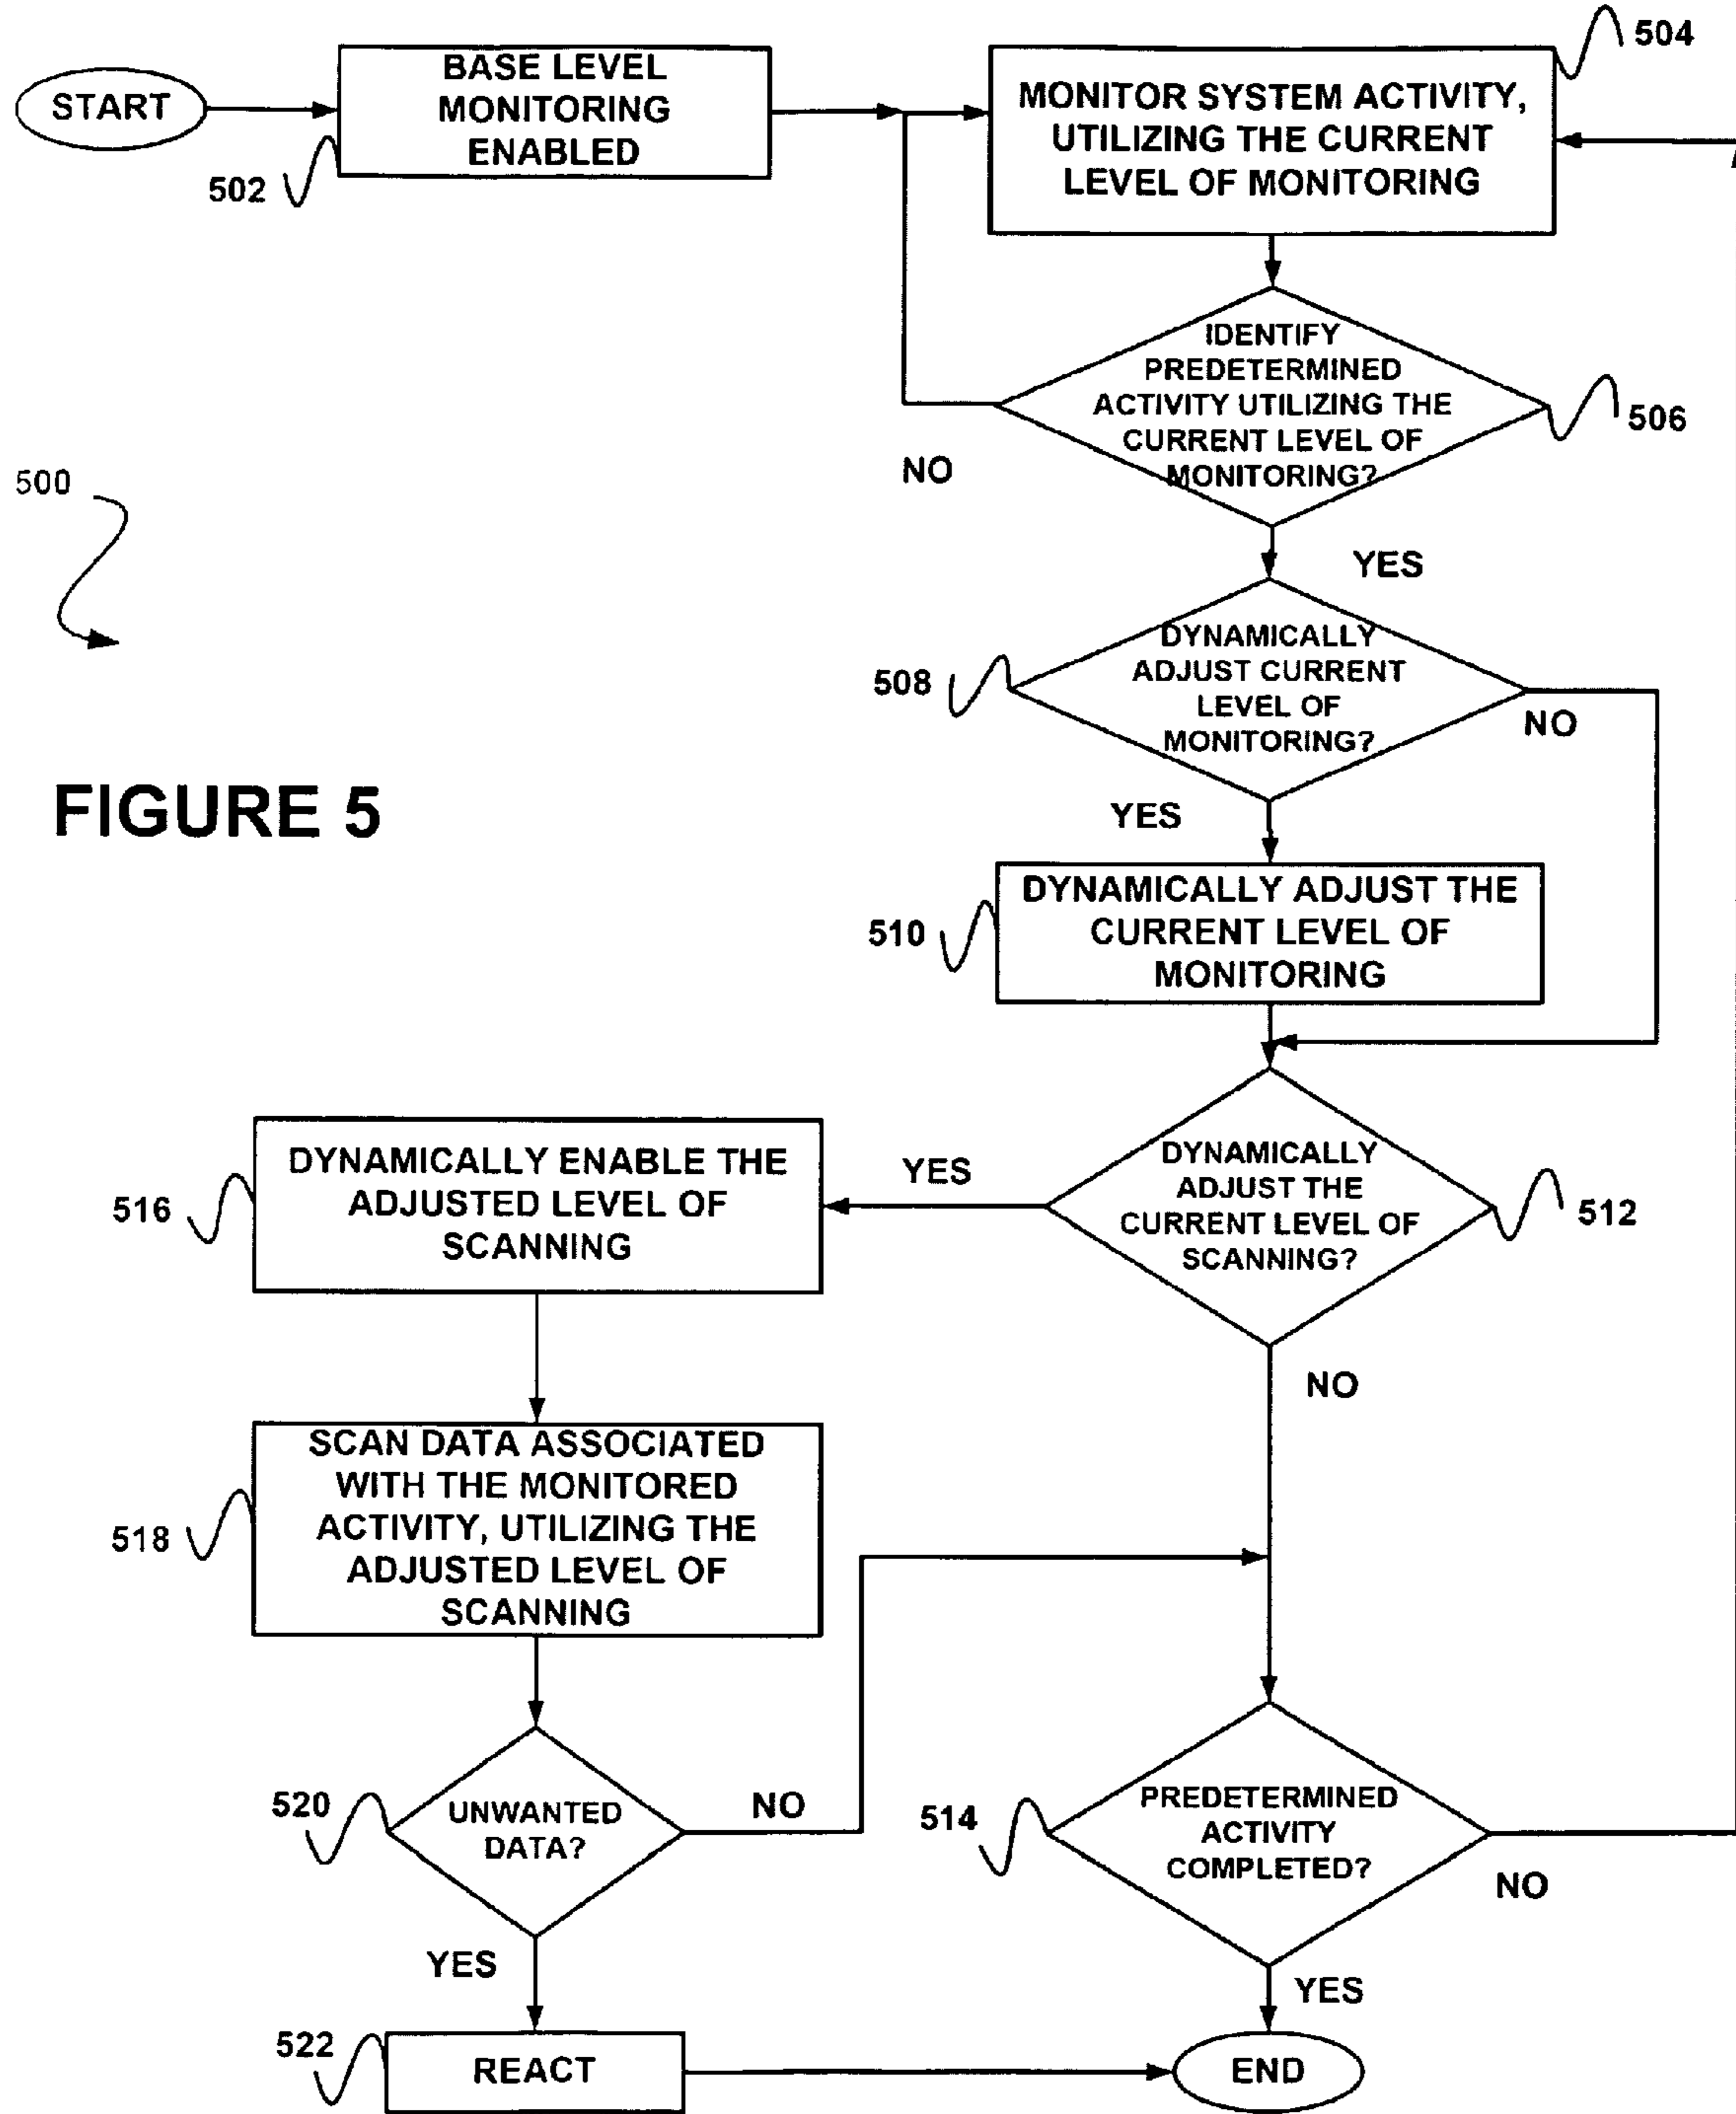 START
BASE LEVEL
MONITORING
ENABLED
502
MONITOR SYSTEM ACTIVITY,
UTILIZING THE CURRENT
LEVEL OF MONITORING
504
IDENTIFY
PREDETERMINED
ACTIVITY UTILIZING THE
CURRENT LEVEL OF
MONITORING?
506
NO
YES
500
DYNAMICALLY
ADJUST CURRENT
LEVEL OF
MONITORING?
508
NO
YES
FIGURE 5
DYNAMICALLY ADJUST THE
CURRENT LEVEL OF
MONITORING
510
DYNAMICALLY
ADJUST THE
CURRENT LEVEL OF
SCANNING?
512
YES
NO
DYNAMICALLY ENABLE THE
ADJUSTED LEVEL OF
SCANNING
516
SCAN DATA ASSOCIATED
WITH THE MONITORED
ACTIVITY, UTILIZING THE
ADJUSTED LEVEL OF
SCANNING
518
UNWANTED
DATA?
520
NO
YES
PREDETERMINED
ACTIVITY
COMPLETED?
514
NO
YES
522
REACT
END